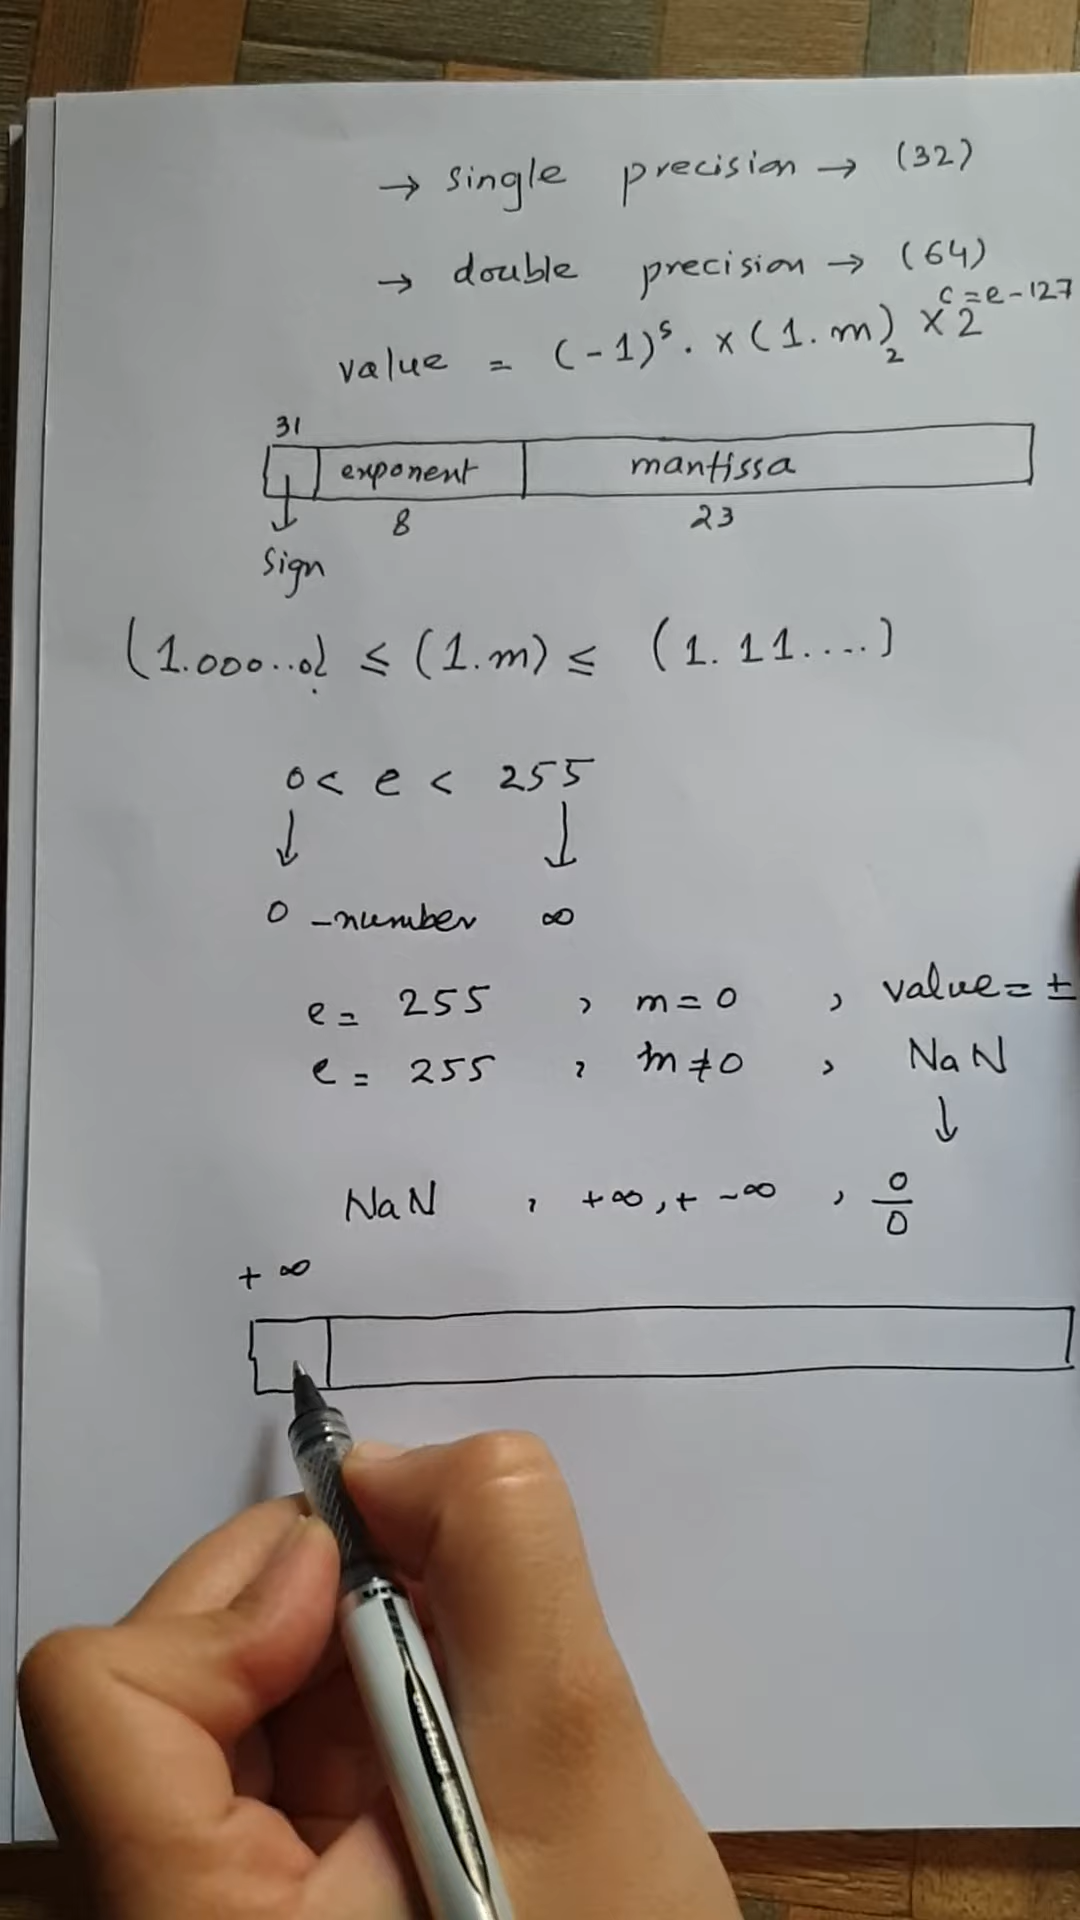 → single precision → (32)
→ double precision → (64)
value = (-1)^s . × (1.m)₂ × 2^c=e-127
31
exponent mantissa
8 23
Sign
(1.000..0) ≤ (1.m) ≤ (1.11....)
0 < e < 255
↓ ↓
0 -number ∞
e = 255 , m = 0 , value = ±
e = 255 , m ≠ 0 , NaN
↓
NaN , +∞, + -∞ , 0/0
+ ∞